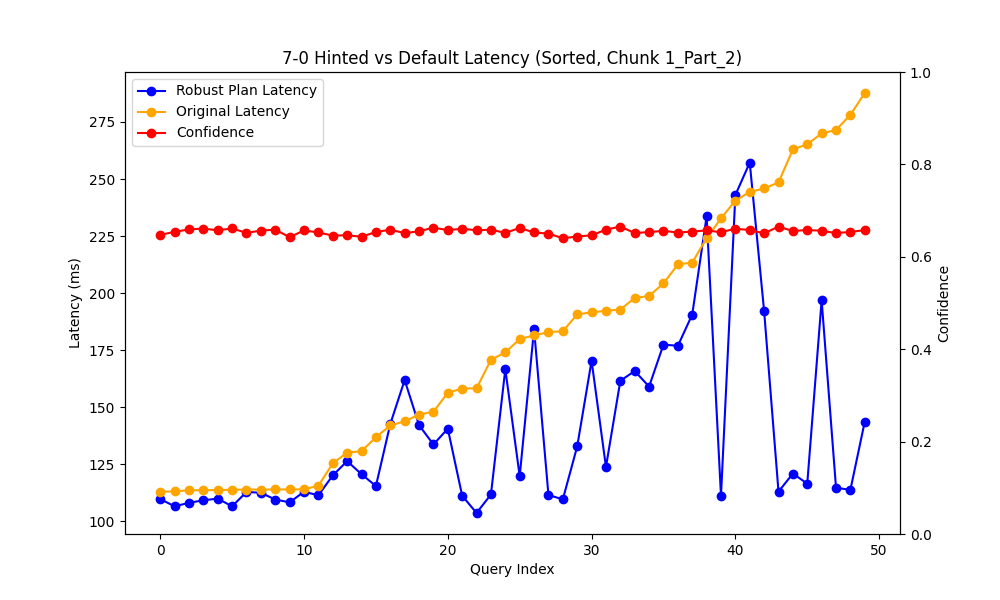 7-0 Hinted vs Default Latency (Sorted, Chunk 1_Part_2)
Robust Plan Latency
Original Latency
Confidence
Latency (ms)
275
250
225
200
175
150
125
100
1.0
0.8
0.6
0.4
0.2
0.0
Confidence
0 10 20 30 40 50
Query Index